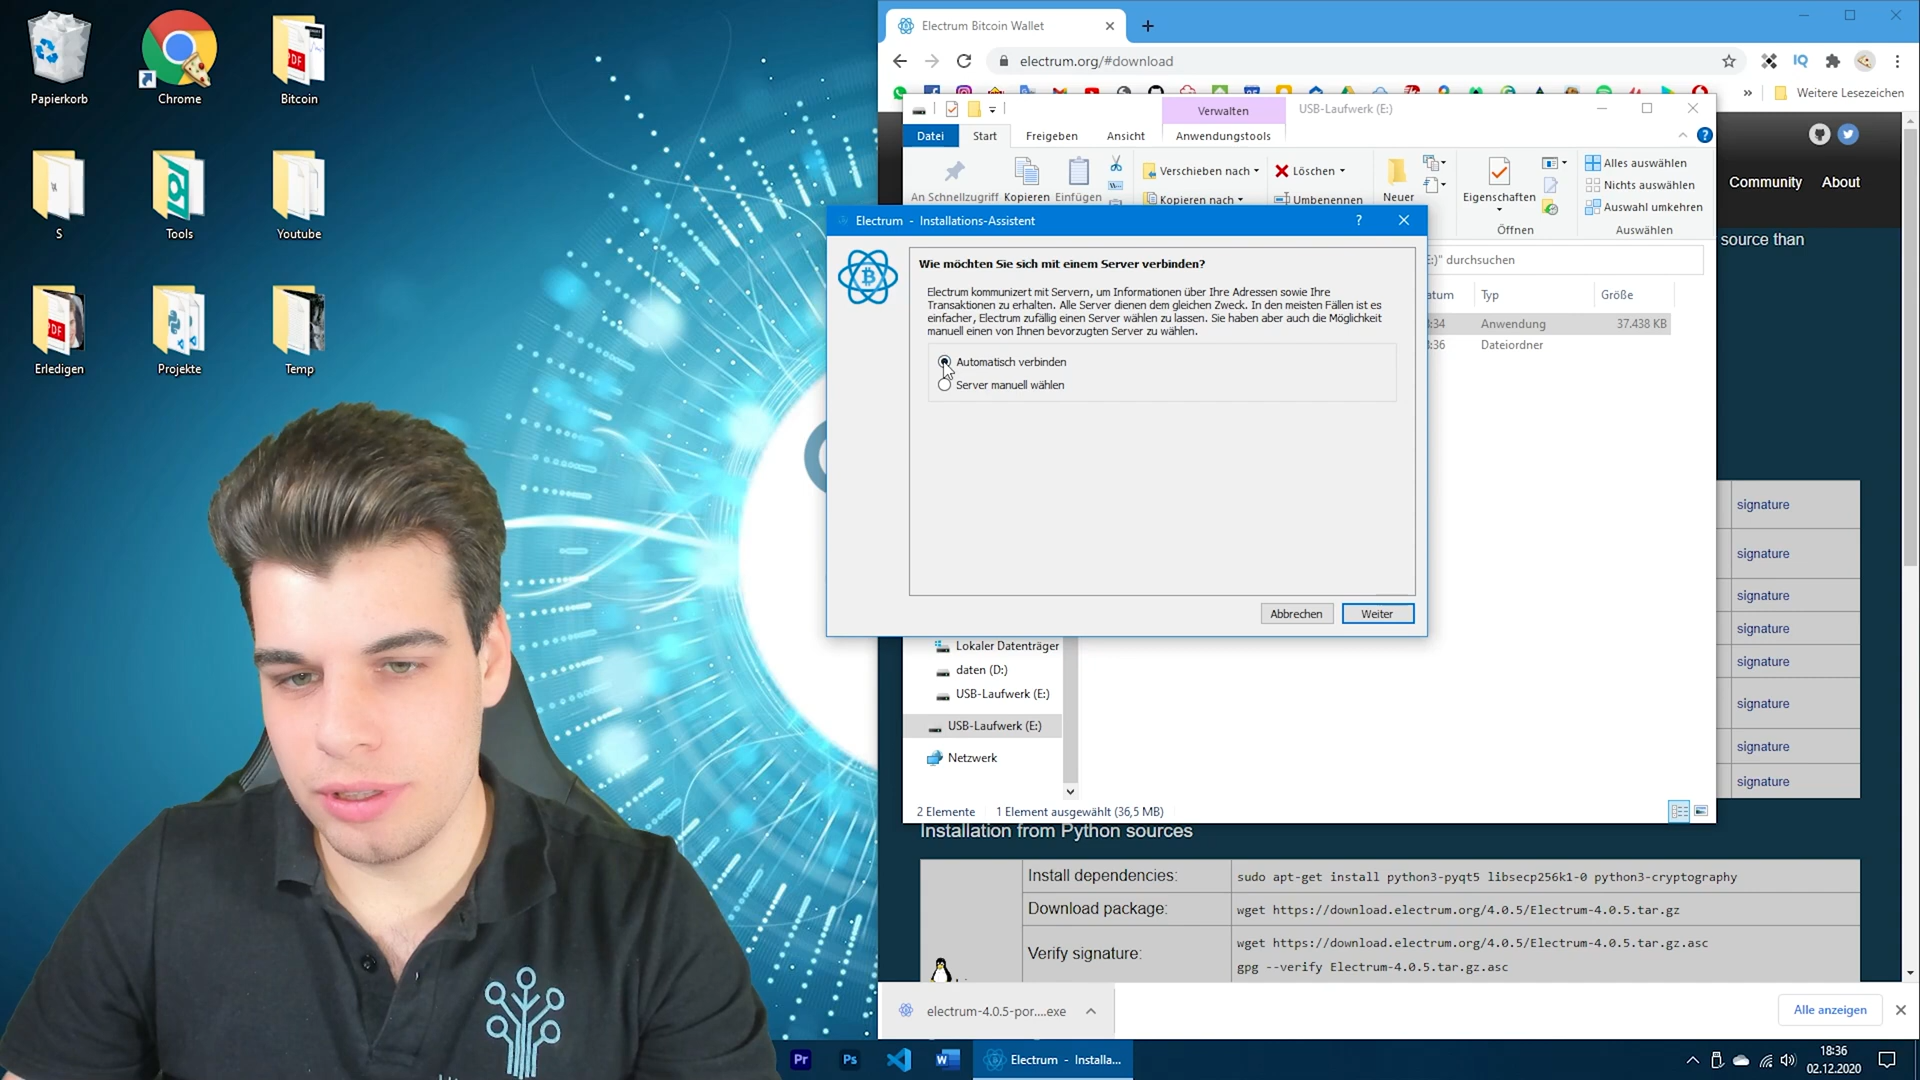 Papierkorb
Chrome
Bitcoin
S
Tools
Youtube
Erledigen
Projekte
Temp
PDF
PDF
Electrum Bitcoin Wallet
electrum.org/#download
IQ
Weitere Lesezeichen
Verwalten
USB-Laufwerk (E:)
Datei
Start
Freigeben
Ansicht
Anwendungstools
An Schnellzugriff
Kopieren
Einfügen
Verschieben nach
Kopieren nach
Löschen
Umbenennen
Neuer
Eigenschaften
Öffnen
Alles auswählen
Nichts auswählen
Auswahl umkehren
Auswählen
Community
About
source than
E:)" durchsuchen
atum
Typ
Größe
:34
Anwendung
37.438 KB
:36
Dateiordner
Electrum - Installations-Assistent
Wie möchten Sie sich mit einem Server verbinden?
Electrum kommuniziert mit Servern, um Informationen über Ihre Adressen sowie Ihre
Transaktionen zu erhalten. Alle Server dienen dem gleichen Zweck. In den meisten Fällen ist es
einfacher, Electrum zufällig einen Server wählen zu lassen. Sie haben aber auch die Möglichkeit
manuell einen von Ihnen bevorzugten Server zu wählen.
Automatisch verbinden
Server manuell wählen
Abbrechen
Weiter
signature
signature
signature
signature
signature
signature
signature
signature
Lokaler Datenträger
daten (D:)
USB-Laufwerk (E:)
USB-Laufwerk (E:)
Netzwerk
2 Elemente
1 Element ausgewählt (36,5 MB)
Installation from Python sources
Install dependencies:
sudo apt-get install python3-pyqt5 libsecp256k1-0 python3-cryptography
Download package:
wget https://download.electrum.org/4.0.5/Electrum-4.0.5.tar.gz
Verify signature:
wget https://download.electrum.org/4.0.5/Electrum-4.0.5.tar.gz.asc
gpg --verify Electrum-4.0.5.tar.gz.asc
electrum-4.0.5-por....exe
Alle anzeigen
Pr
Ps
Electrum - Installa...
18:36
02.12.2020